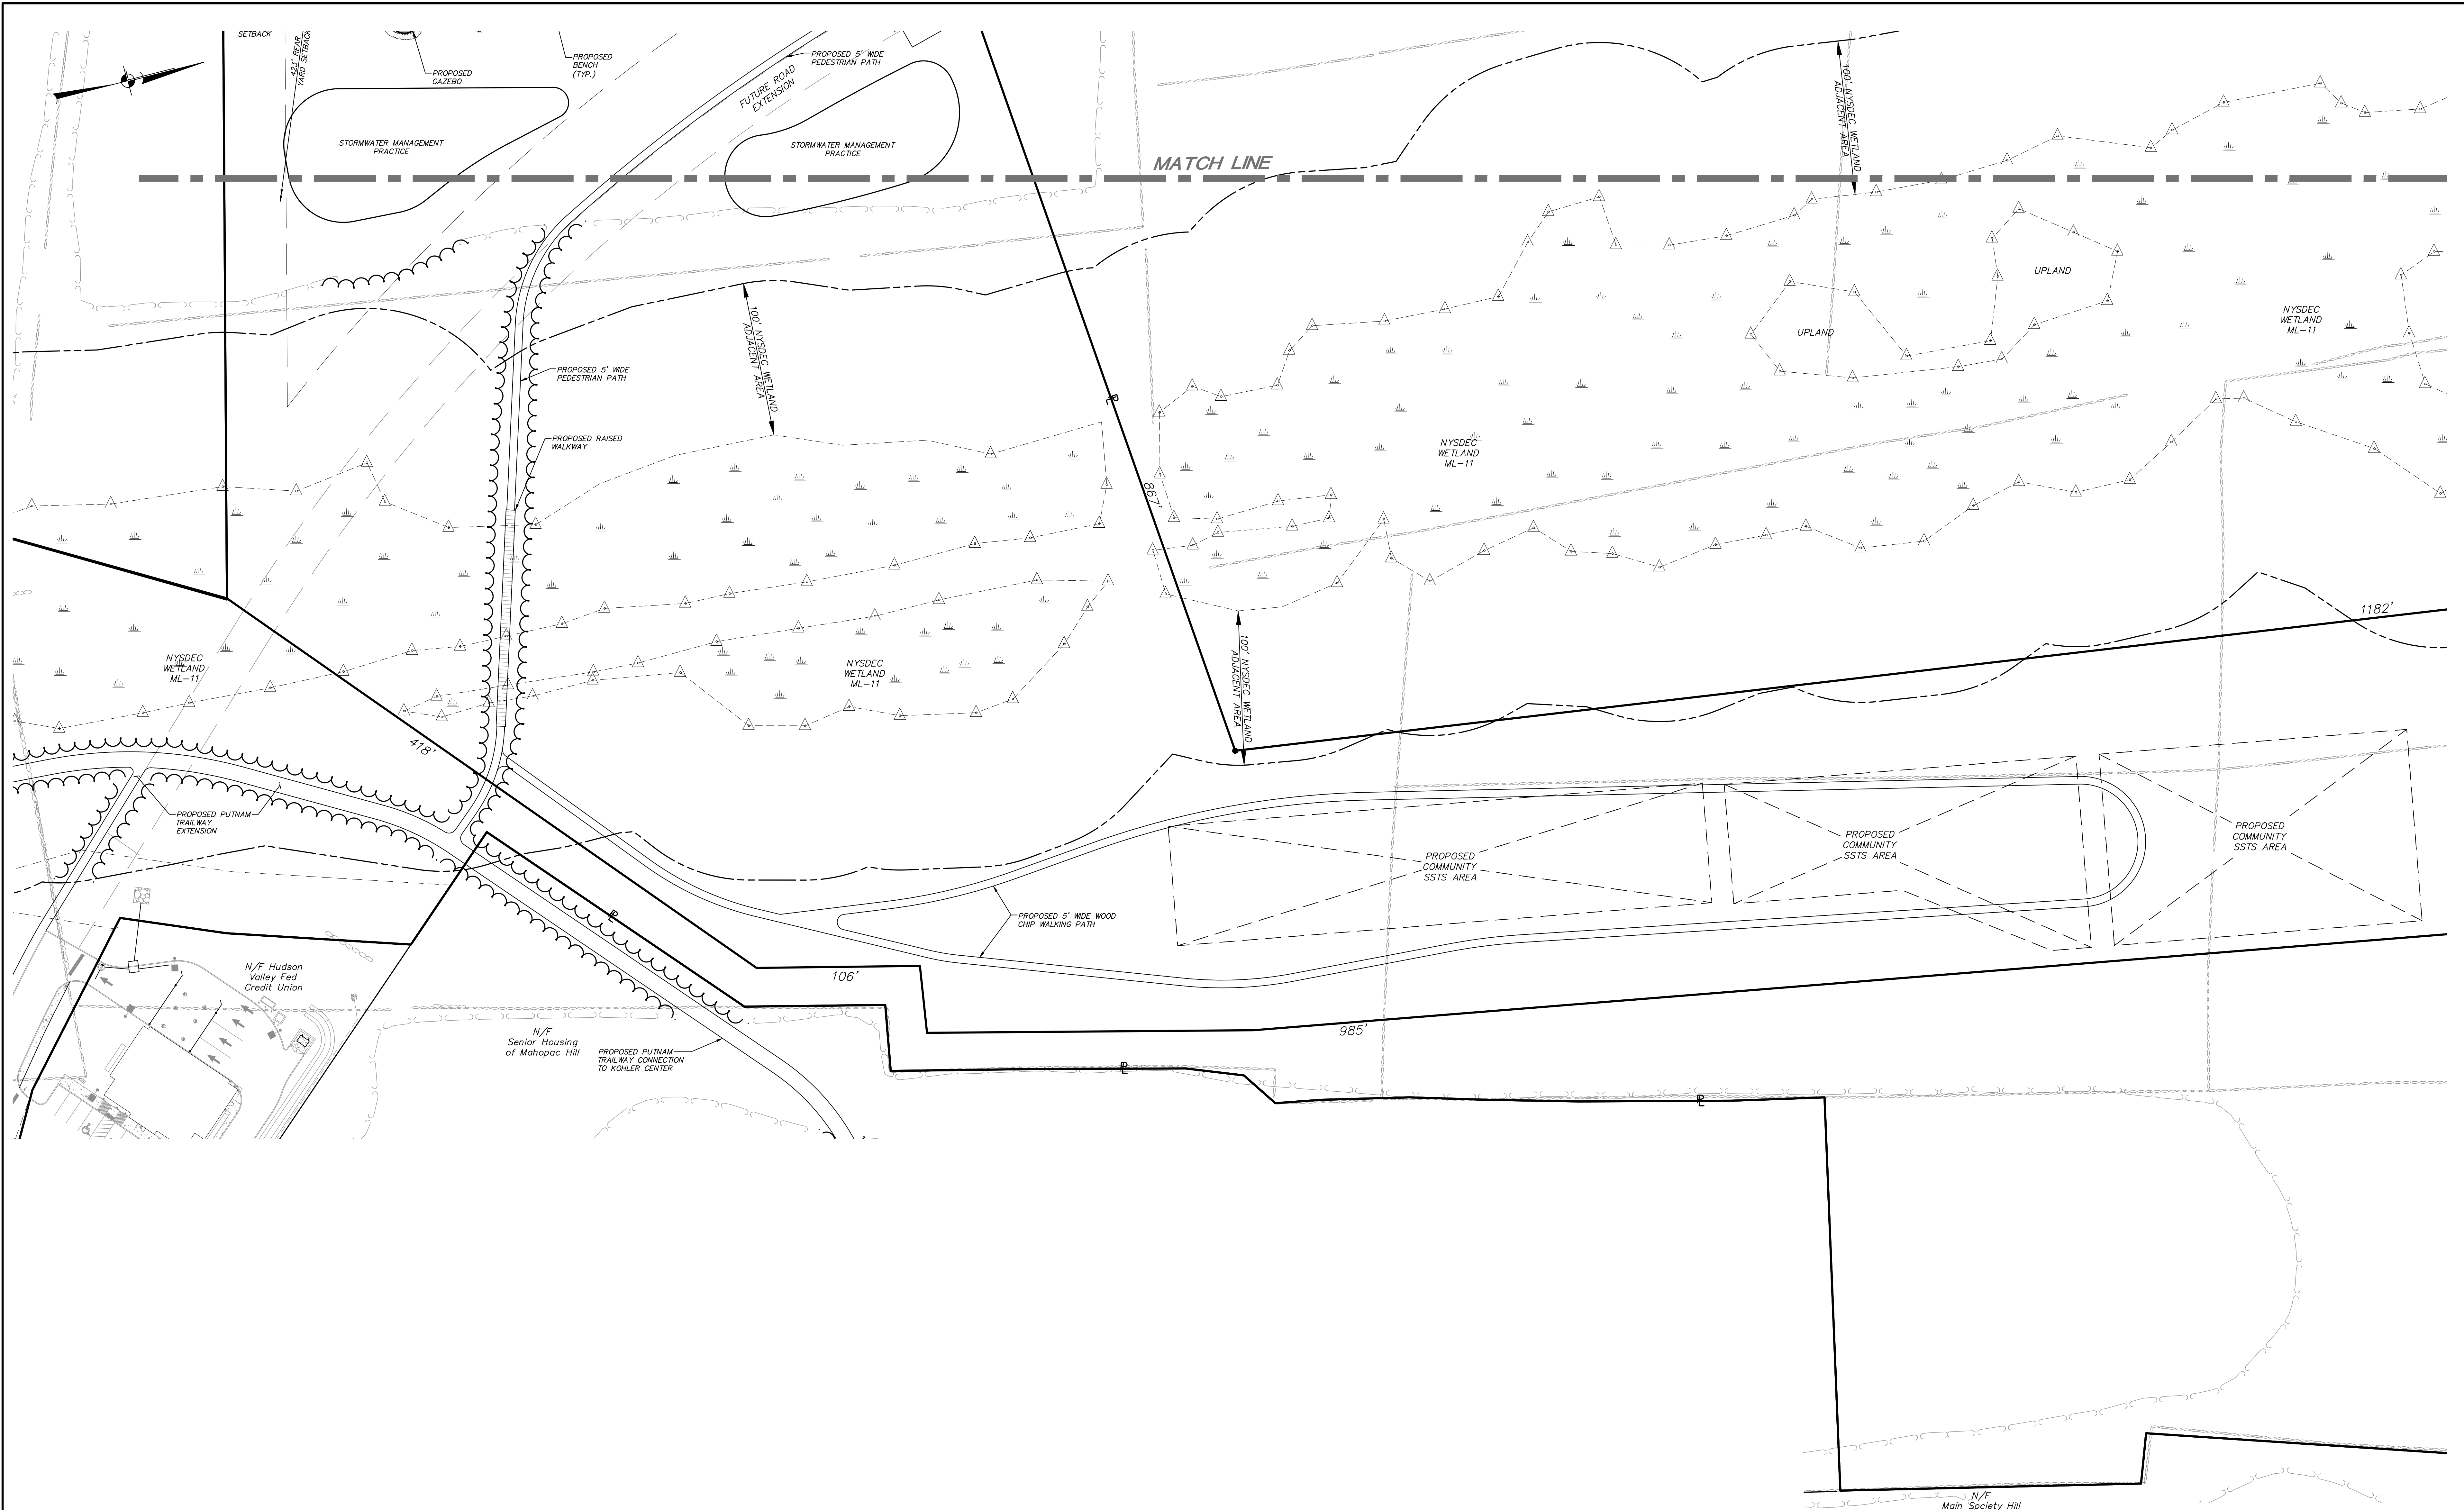 SETBACK
423' REAR
YARD SETBACK
PROPOSED
GAZEBO
PROPOSED
BENCH
(TYP.)
PROPOSED 5' WIDE
PEDESTRIAN PATH
FUTURE ROAD
EXTENSION
STORMWATER MANAGEMENT
PRACTICE
STORMWATER MANAGEMENT
PRACTICE
MATCH LINE
100' NYSDEC WETLAND
ADJACENT AREA
UPLAND
UPLAND
NYSDEC
WETLAND
ML-11
100' NYSDEC WETLAND
ADJACENT AREA
PROPOSED 5' WIDE
PEDESTRIAN PATH
PROPOSED RAISED
WALKWAY
PL
867'
NYSDEC
WETLAND
ML-11
1182'
NYSDEC
WETLAND
ML-11
NYSDEC
WETLAND
ML-11
100' NYSDEC WETLAND
ADJACENT AREA
418'
PROPOSED PUTNAM
TRAILWAY
EXTENSION
PROPOSED
COMMUNITY
SSTS AREA
PROPOSED
COMMUNITY
SSTS AREA
PROPOSED
COMMUNITY
SSTS AREA
PL
PROPOSED 5' WIDE WOOD
CHIP WALKING PATH
N/F Hudson
Valley Fed
Credit Union
106'
985'
N/F
Senior Housing
of Mahopac Hill
PROPOSED PUTNAM
TRAILWAY CONNECTION
TO KOHLER CENTER
PL
PL
N/F
Main Society Hill